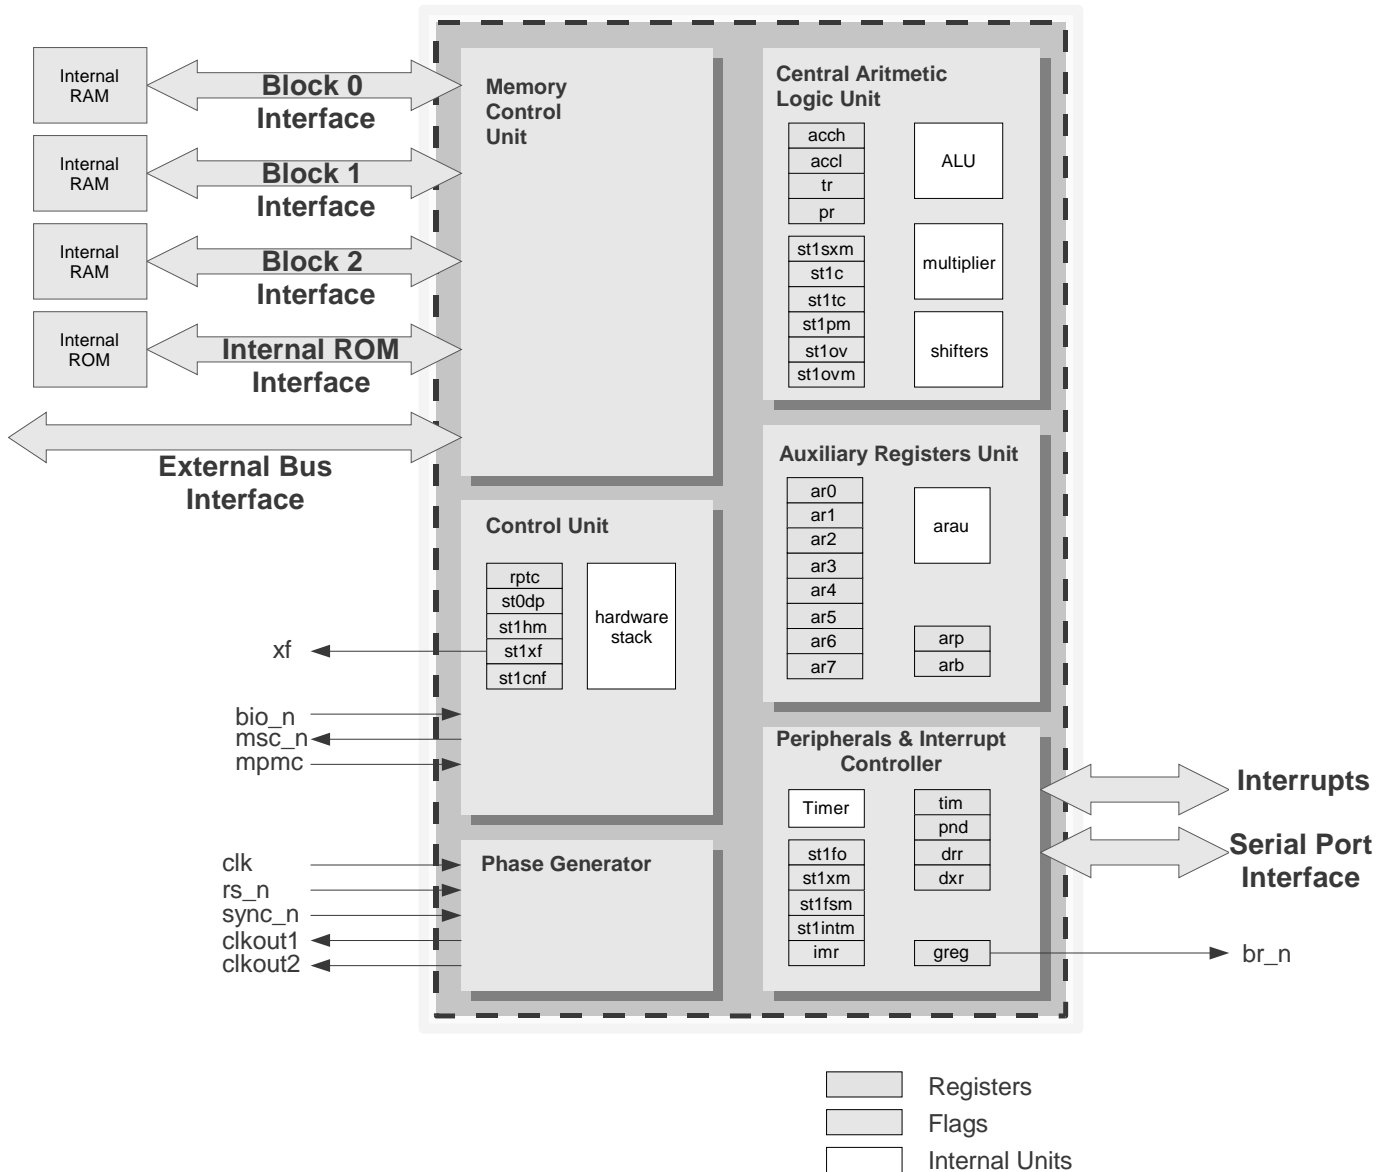 Internal
RAM
Block 0
Interface
Internal
RAM
Block 1
Interface
Internal
RAM
Block 2
Interface
Internal
ROM
Internal ROM
Interface
External Bus
Interface
Memory
Control
Unit
Central Aritmetic
Logic Unit
acch
accl
tr
pr
st1sxm
st1c
st1tc
st1pm
st1ov
st1ovm
ALU
multiplier
shifters
Auxiliary Registers Unit
ar0
ar1
ar2
ar3
ar4
ar5
ar6
ar7
arau
arp
arb
Control Unit
rptc
st0dp
st1hm
st1xf
st1cnf
hardware
stack
xf
bio_n
msc_n
mpmc
Peripherals & Interrupt
Controller
Timer
st1fo
st1xm
st1fsm
st1intm
imr
tim
pnd
drr
dxr
greg
Interrupts
Serial Port
Interface
br_n
Phase Generator
clk
rs_n
sync_n
clkout1
clkout2
Registers
Flags
Internal Units